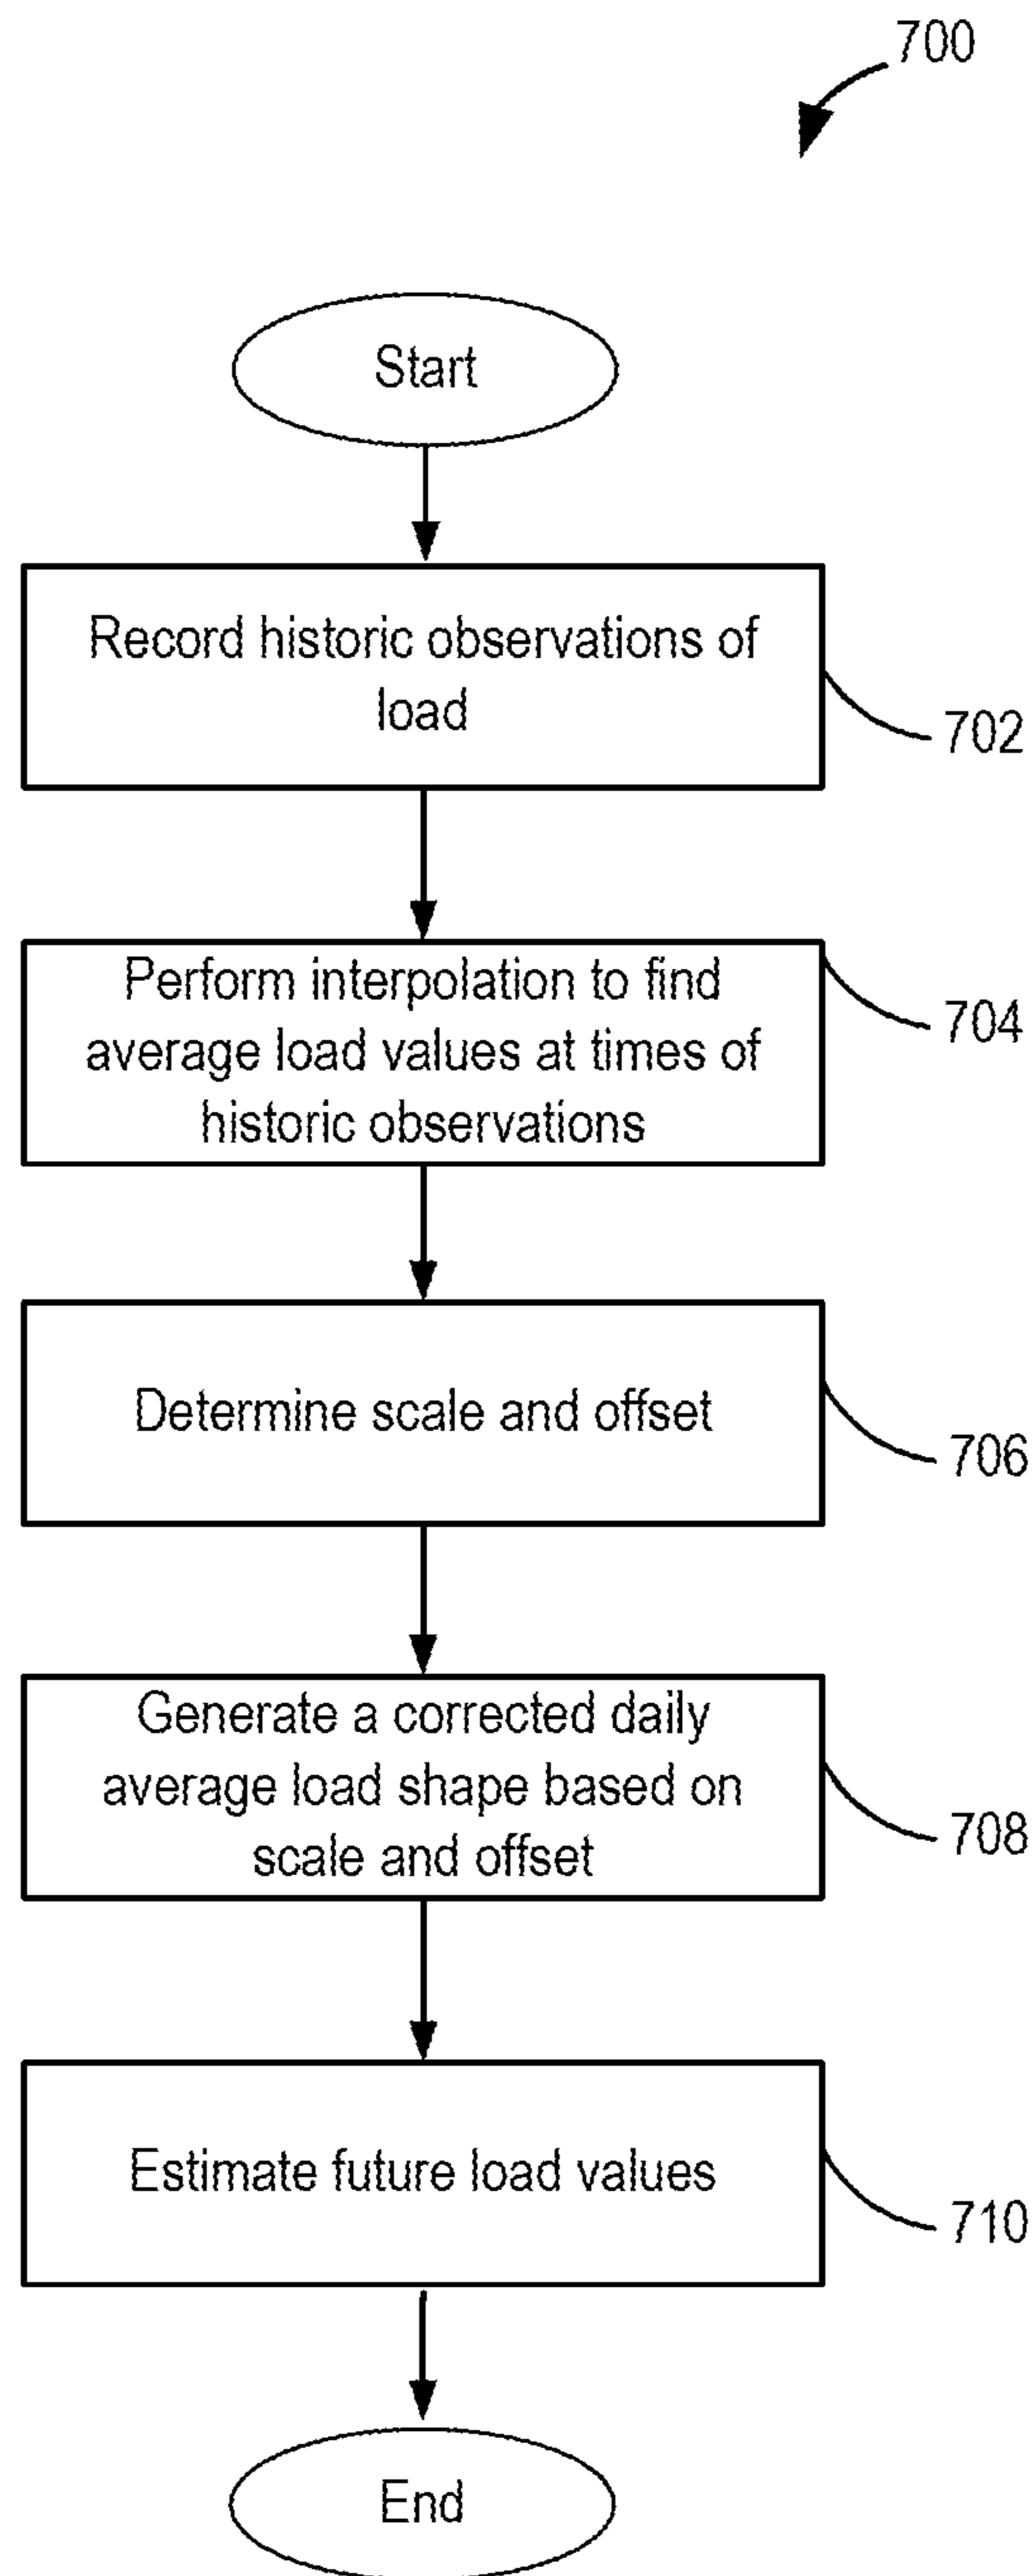 700
Start
Record historic observations of
load
702
Perform interpolation to find
average load values at times of
historic observations
704
Determine scale and offset
706
Generate a corrected daily
average load shape based on
scale and offset
708
Estimate future load values
710
End